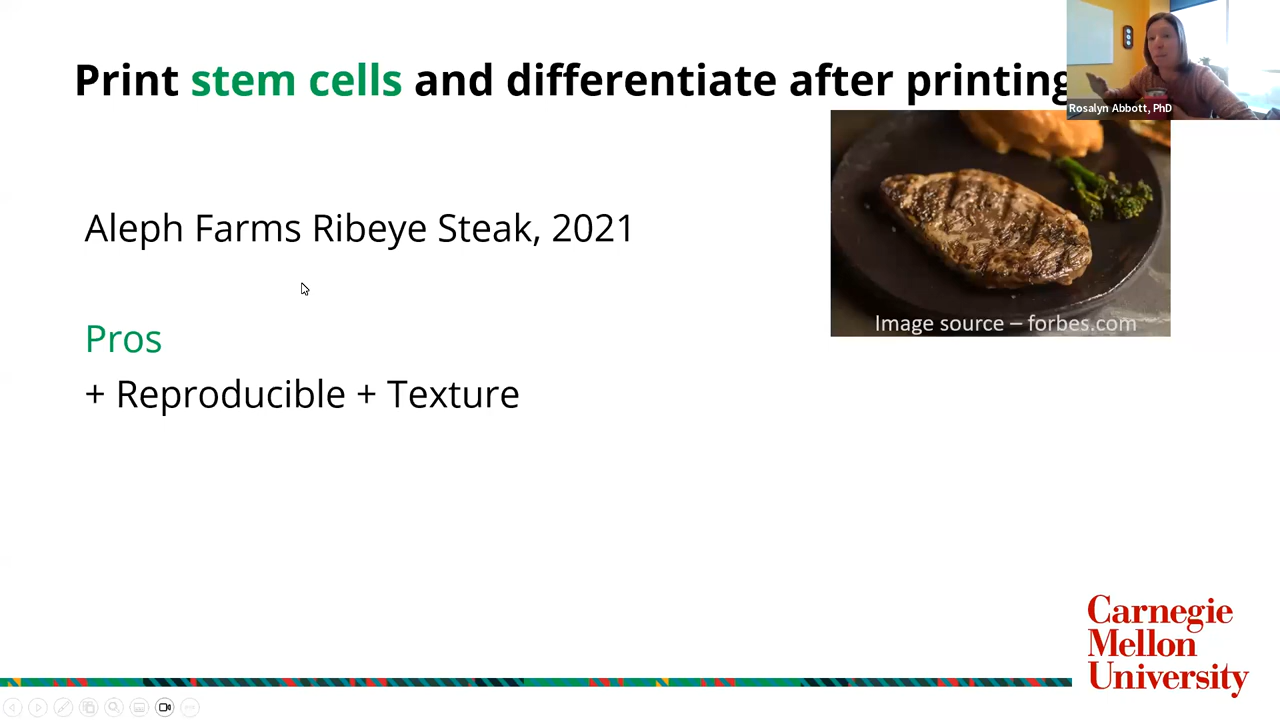 Print stem cells and differentiate after printing
Rosalyn Abbott, PhD
Aleph Farms Ribeye Steak, 2021
Image source – forbes.com
Pros
+ Reproducible + Texture
Carnegie
Mellon
University